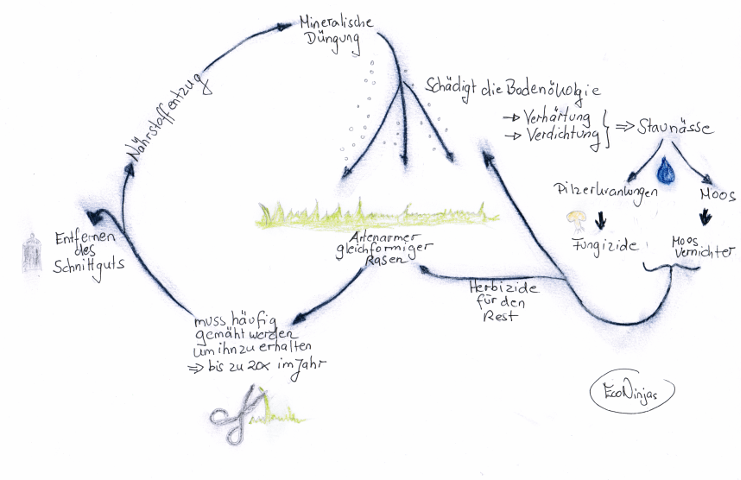 Mineralische
Düngung
Nährstoffentzug
Schädigt die Bodenökolgie
→ Verhärtung
→ Verdichtung
⇒ Staunässe
Pilzerkrankungen
Moos
Fungizide
Moos
Vernichter
Entfernen
des
Schnittguts
Artenarmer
gleichförmiger
Rasen
Herbizide
für den
Rest
muss häufig
gemäht werden
um ihn zu erhalten
⇒ bis zu 20x im Jahr
EcoNinjas